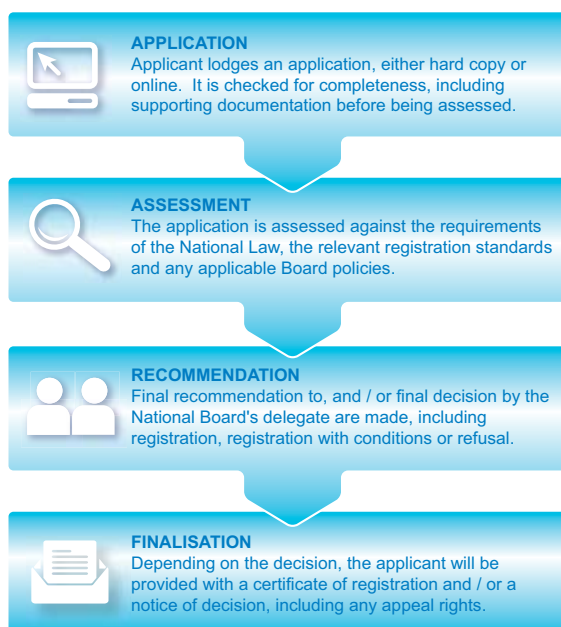 APPLICATION
Applicant lodges an application, either hard copy or
online.  It is checked for completeness, including
supporting documentation before being assessed.
ASSESSMENT
The application is assessed against the requirements
of the National Law, the relevant registration standards
and any applicable Board policies.
RECOMMENDATION
Final recommendation to, and / or final decision by the
National Board's delegate are made, including
registration, registration with conditions or refusal.
FINALISATION
Depending on the decision, the applicant will be
provided with a certificate of registration and / or a
notice of decision, including any appeal rights.